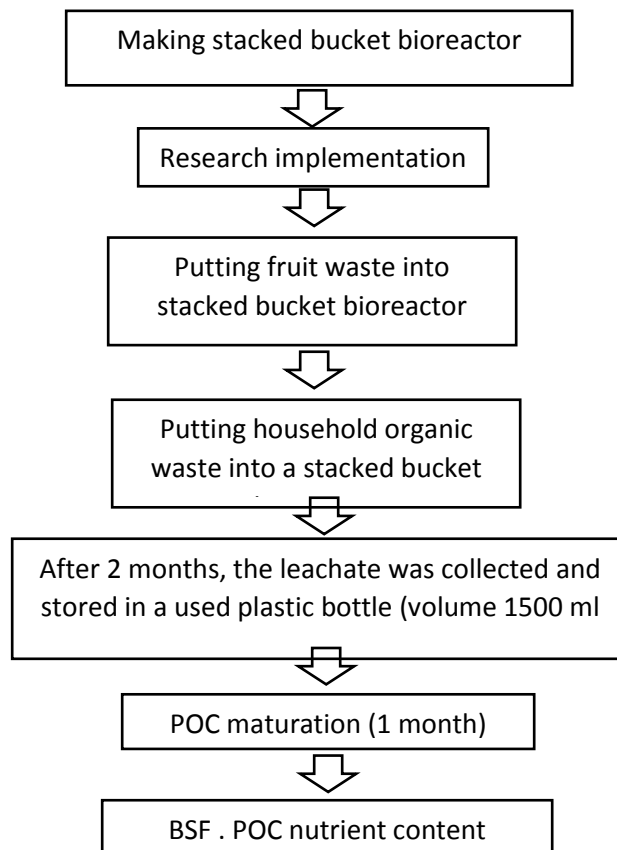 Making stacked bucket bioreactor
Research implementation
Putting fruit waste into
stacked bucket bioreactor
Putting household organic
waste into a stacked bucket
After 2 months, the leachate was collected and
stored in a used plastic bottle (volume 1500 ml
POC maturation (1 month)
BSF . POC nutrient content